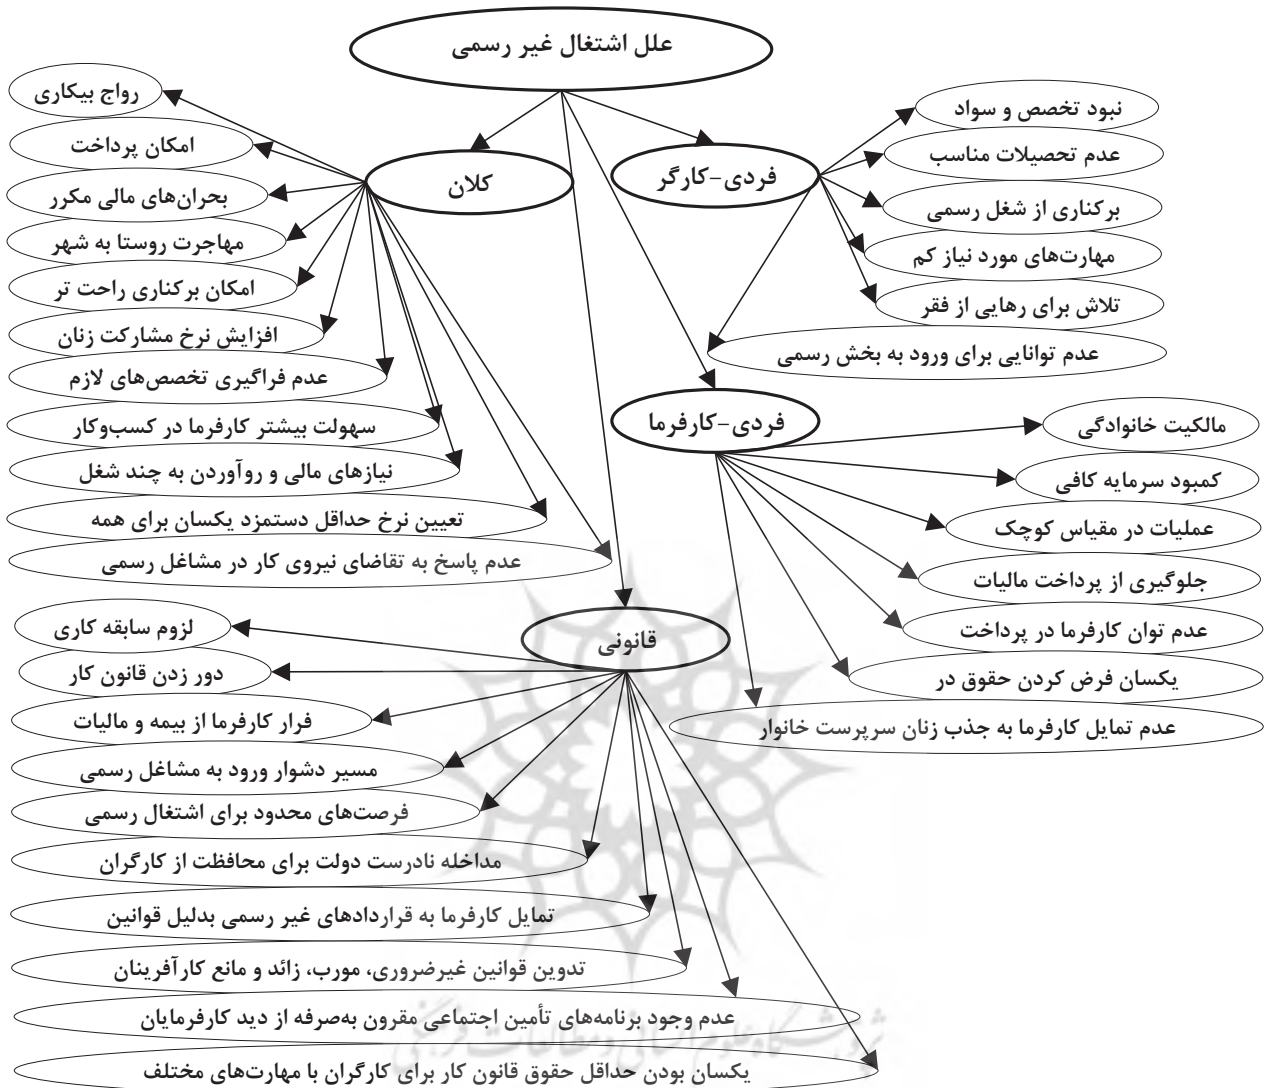 علل اشتغال غیر رسمی
فردی-کارگر
نبود تخصص و سواد
عدم تحصیلات مناسب
برکناری از شغل رسمی
مهارت‌های مورد نیاز کم
تلاش برای رهایی از فقر
عدم توانایی برای ورود به بخش رسمی
کلان
رواج بیکاری
امکان پرداخت
بحران‌های مالی مکرر
مهاجرت روستا به شهر
امکان برکناری راحت تر
افزایش نرخ مشارکت زنان
عدم فراگیری تخصص‌های لازم
سهولت بیشتر کارفرما در کسب‌وکار
نیازهای مالی و روآوردن به چند شغل
تعیین نرخ حداقل دستمزد یکسان برای همه
عدم پاسخ به تقاضای نیروی کار در مشاغل رسمی
فردی-کارفرما
مالکیت خانوادگی
کمبود سرمایه کافی
عملیات در مقیاس کوچک
جلوگیری از پرداخت مالیات
عدم توان کارفرما در پرداخت
یکسان فرض کردن حقوق در
عدم تمایل کارفرما به جذب زنان سرپرست خانوار
قانونی
لزوم سابقه کاری
دور زدن قانون کار
فرار کارفرما از بیمه و مالیات
مسیر دشوار ورود به مشاغل رسمی
فرصت‌های محدود برای اشتغال رسمی
مداخله نادرست دولت برای محافظت از کارگران
تمایل کارفرما به قراردادهای غیر رسمی بدلیل قوانین
تدوین قوانین غیرضروری، مورب، زائد و مانع کارآفرینان
عدم وجود برنامه‌های تأمین اجتماعی مقرون به‌صرفه از دید کارفرمایان
یکسان بودن حداقل حقوق قانون کار برای کارگران با مهارت‌های مختلف
پژوهشگاه علوم انسانی و مطالعات فرهنگی